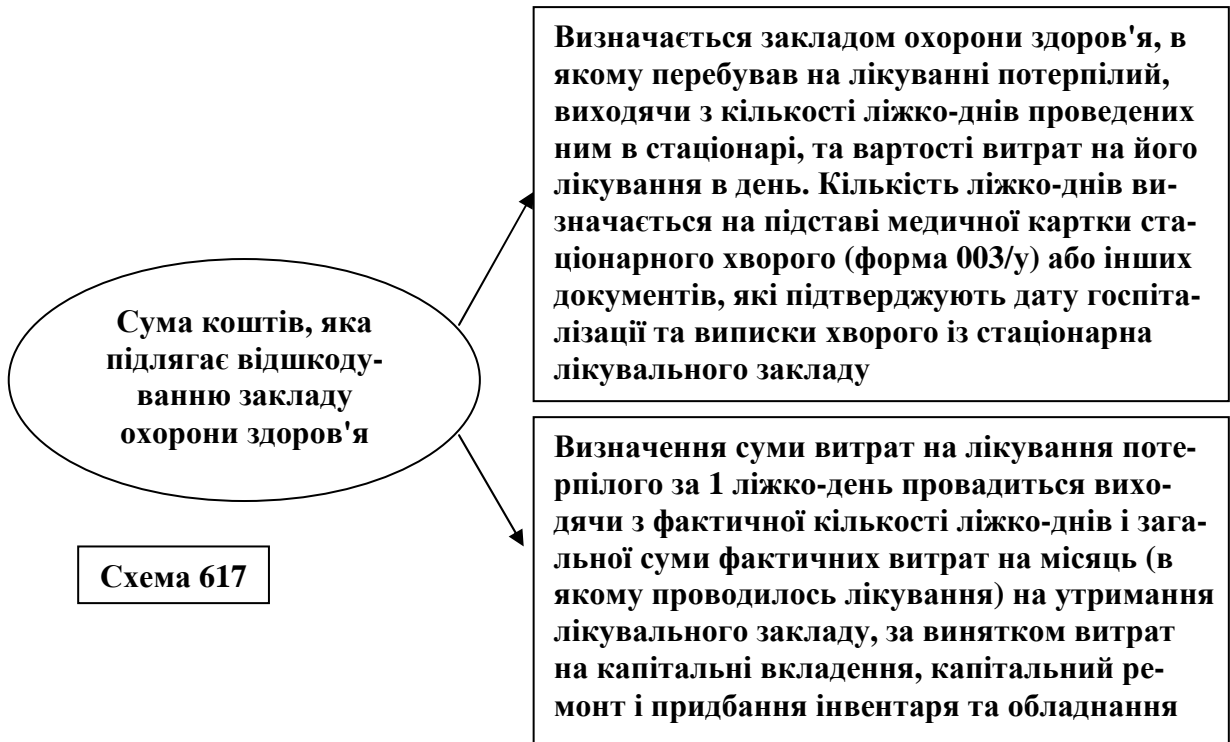 Визначається закладом охорони здоров'я, в
якому перебував на лікуванні потерпілий,
виходячи з кількості ліжко-днів проведених
ним в стаціонарі, та вартості витрат на його
лікування в день. Кількість ліжко-днів ви-
значається на підставі медичної картки ста-
ціонарного хворого (форма 003/у) або інших
документів, які підтверджують дату госпіта-
лізації та виписки хворого із стаціонарна
лікувального закладу
Сума коштів, яка
підлягає відшкоду-
ванню закладу
охорони здоров'я
Визначення суми витрат на лікування поте-
рпілого за 1 ліжко-день провадиться вихо-
дячи з фактичної кількості ліжко-днів і зага-
льної суми фактичних витрат на місяць (в
якому проводилось лікування) на утримання
лікувального закладу, за винятком витрат
на капітальні вкладення, капітальний ре-
монт і придбання інвентаря та обладнання
Схема 617